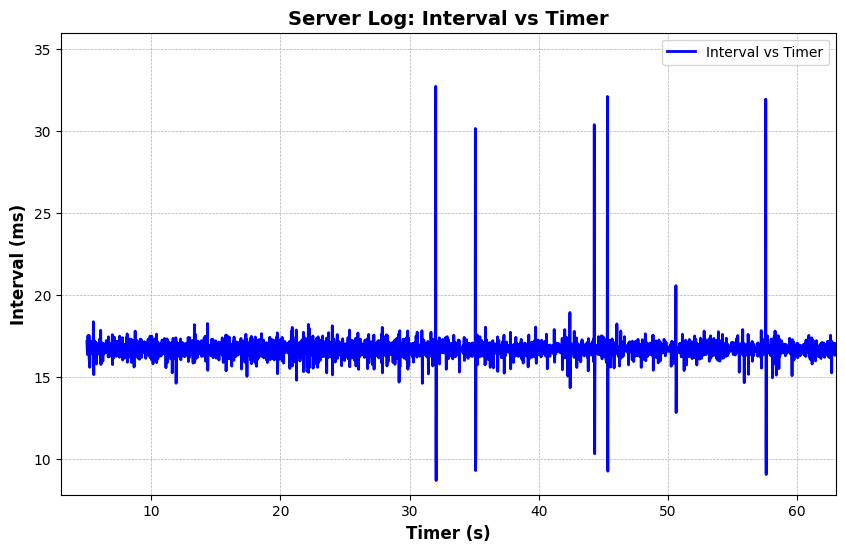 Server Log: Interval vs Timer
Interval vs Timer
35
30
25
20
15
10
Interval (ms)
10 20 30 40 50 60
Timer (s)